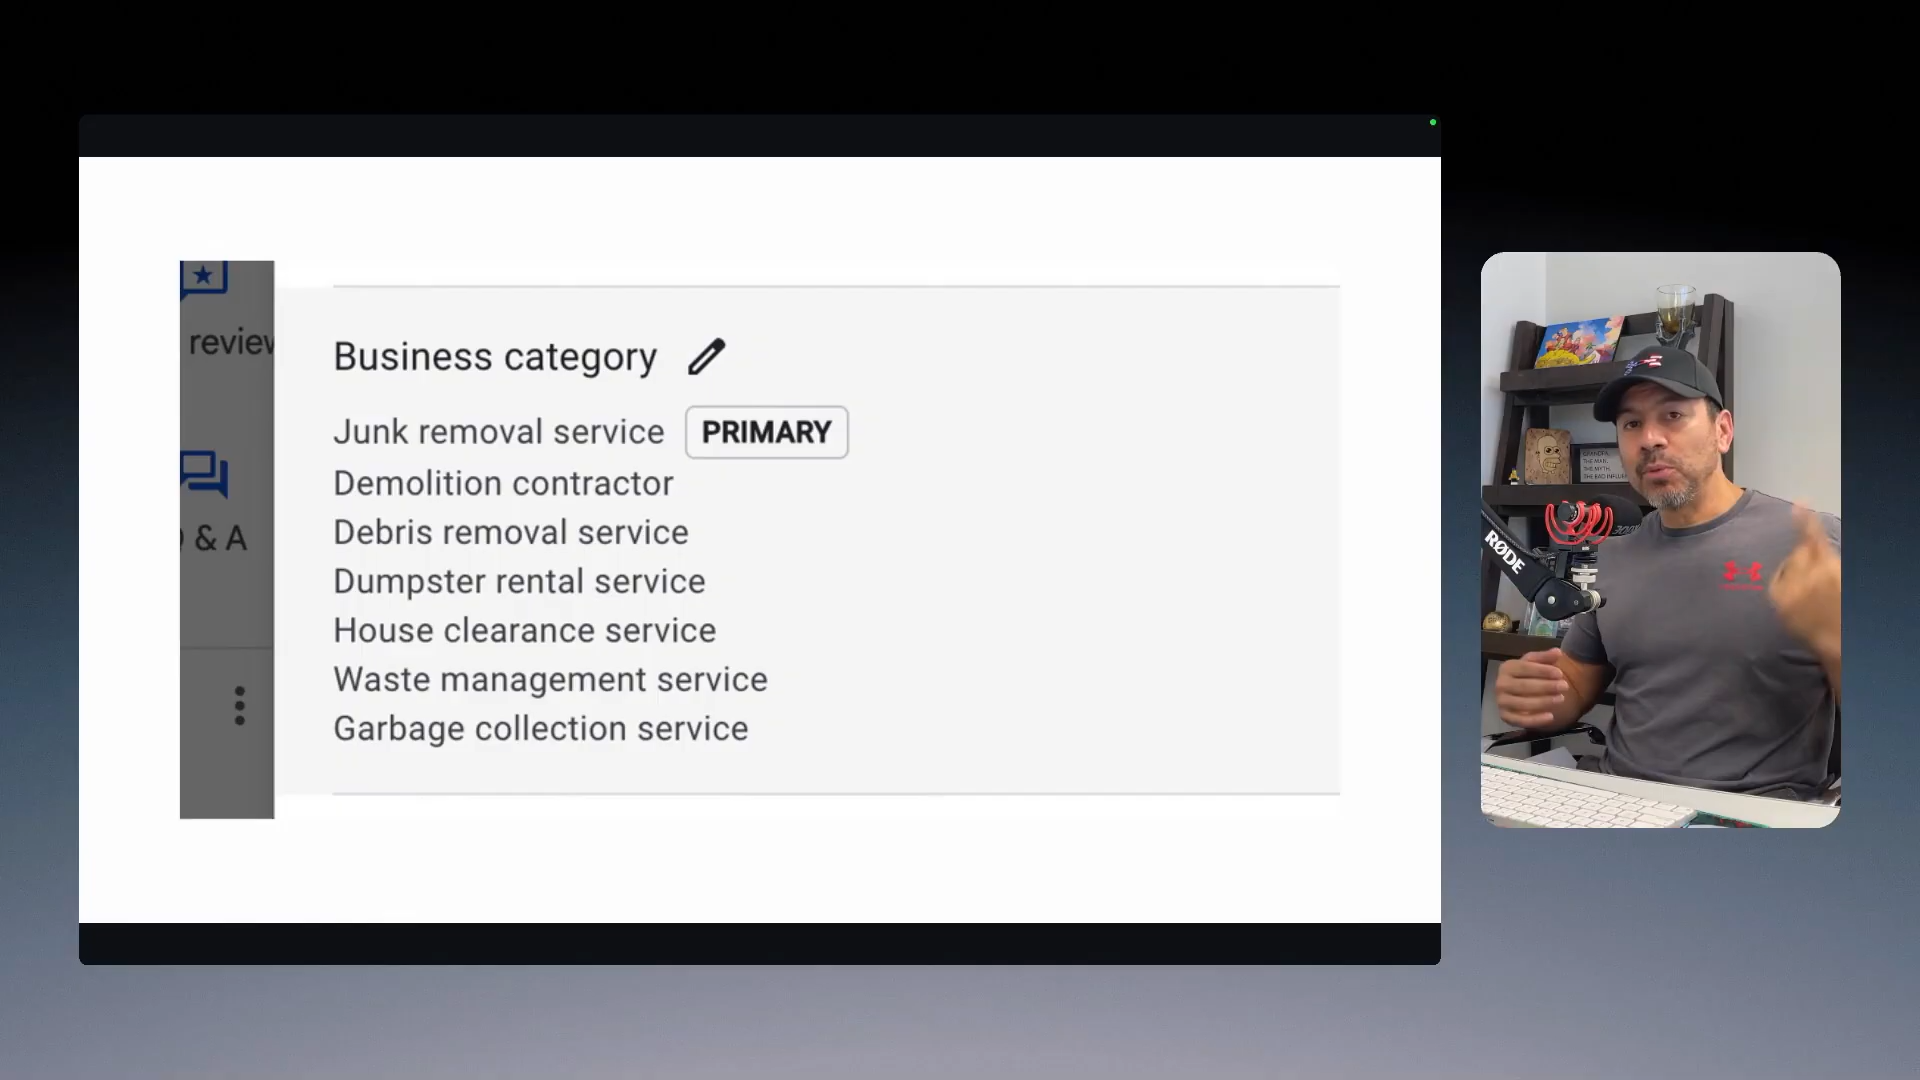 review
& A
Business category
Junk removal service PRIMARY
Demolition contractor
Debris removal service
Dumpster rental service
House clearance service
Waste management service
Garbage collection service
RØDE